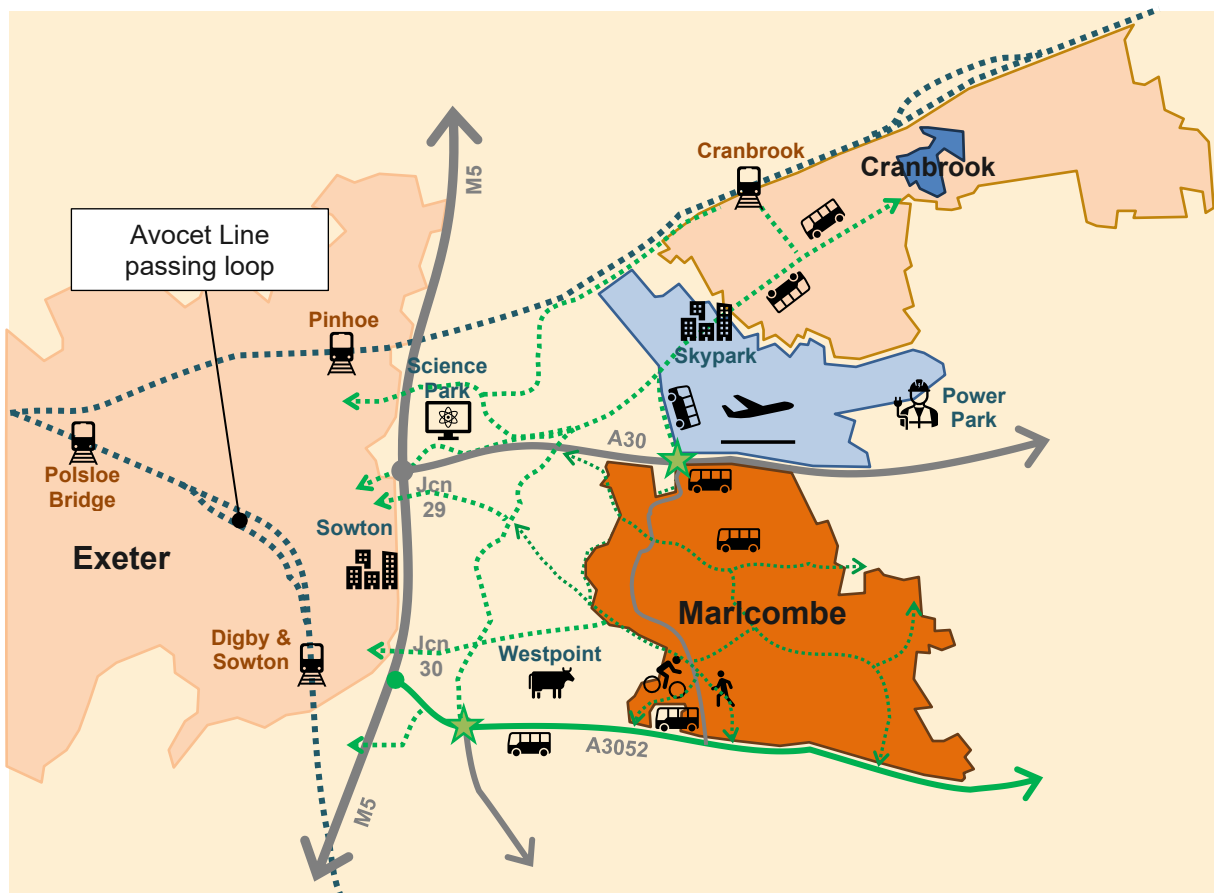 Cranbrook
Cranbrook
M5
Avocet Line
passing loop
Pinhoe
Science
Park
Skypark
Power
Park
A30
Polsloe
Bridge
Jcn
29
Sowton
Exeter
Marlcombe
Digby &
Sowton
Jcn
30
Westpoint
A3052
M5